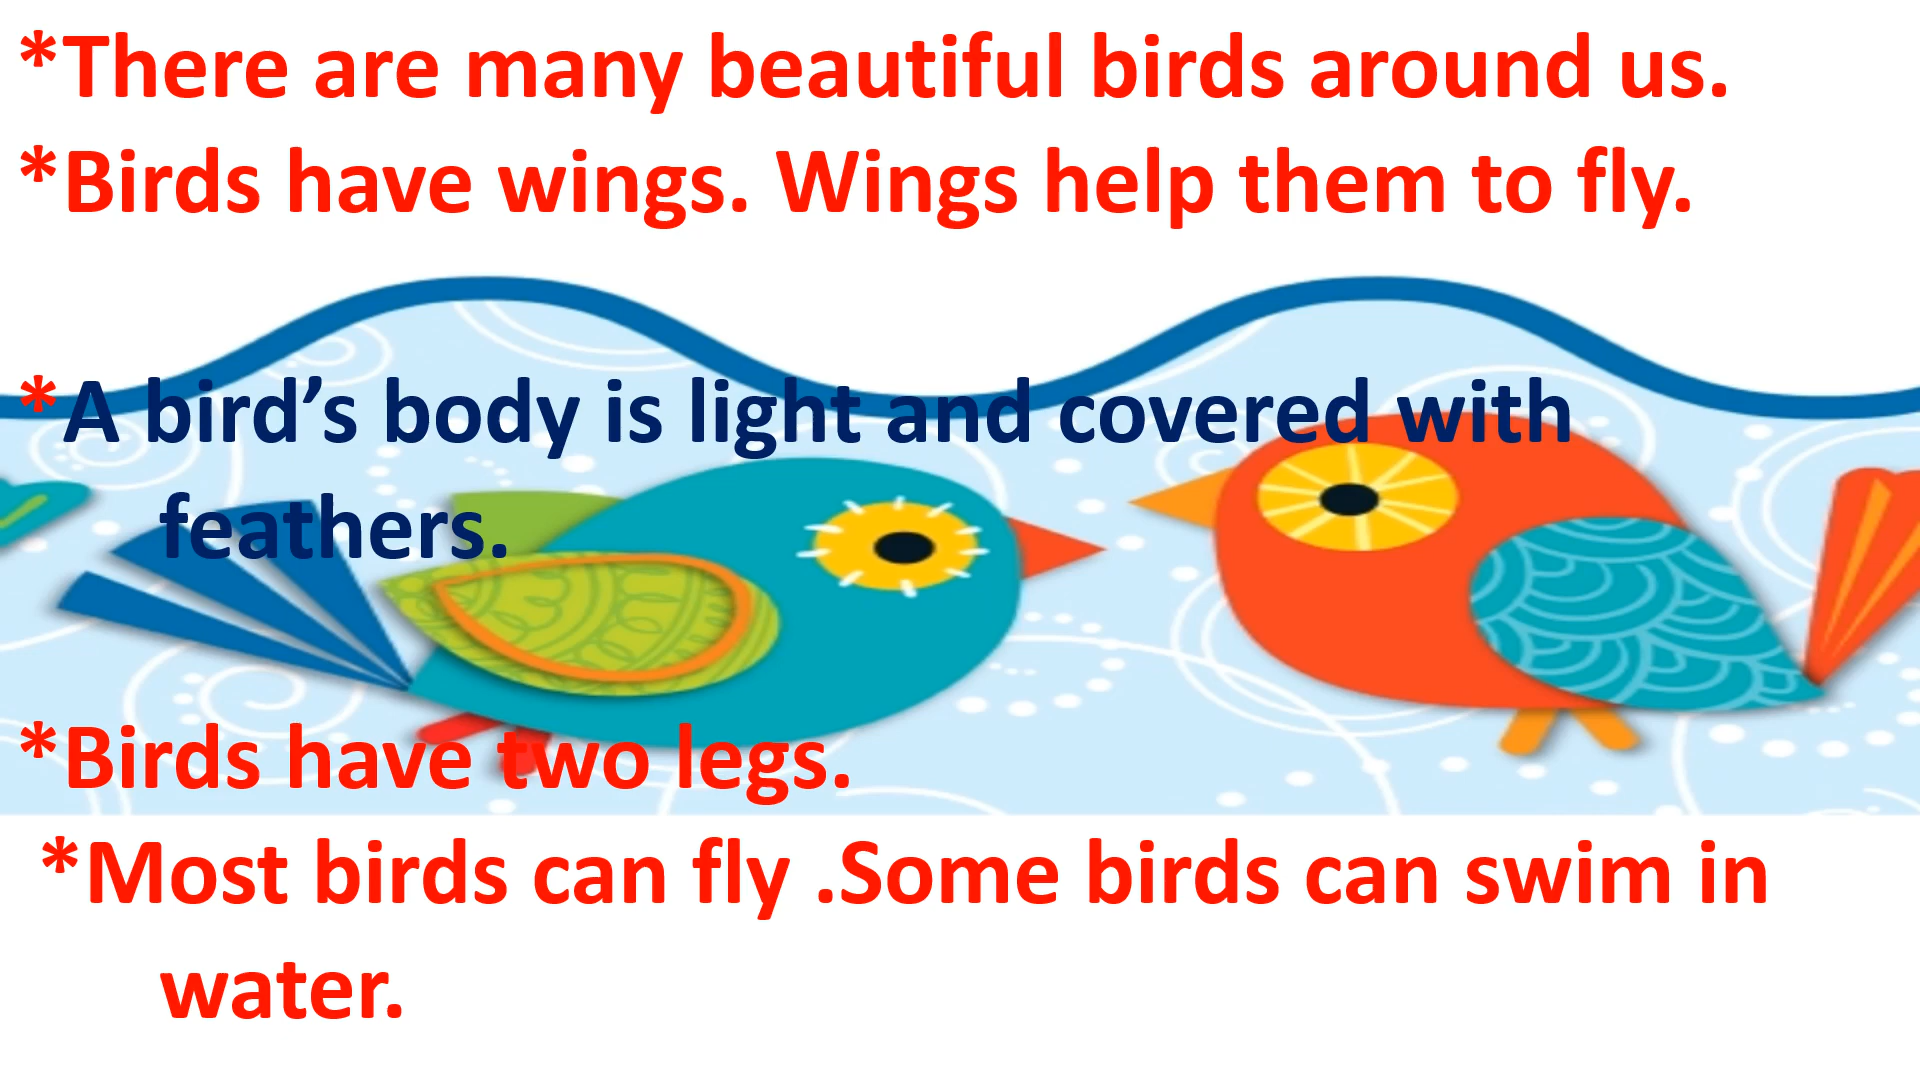 *There are many beautiful birds around us.
*Birds have wings. Wings help them to fly.
*A bird’s body is light and covered with
feathers.
*Birds have two legs.
*Most birds can fly .Some birds can swim in
water.